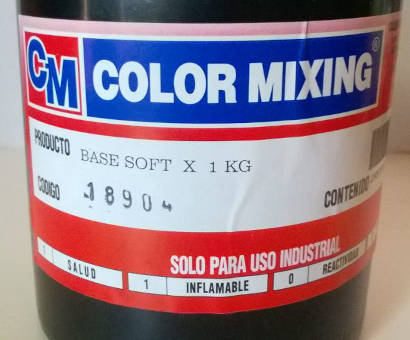 CM COLOR MIXING®
PRODUCTO BASE SOFT X 1 KG
CODIGO 18904 CONTENIDO
SOLO PARA USO INDUSTRIAL
1 SALUD 1 INFLAMABLE 0 REACTIVIDAD